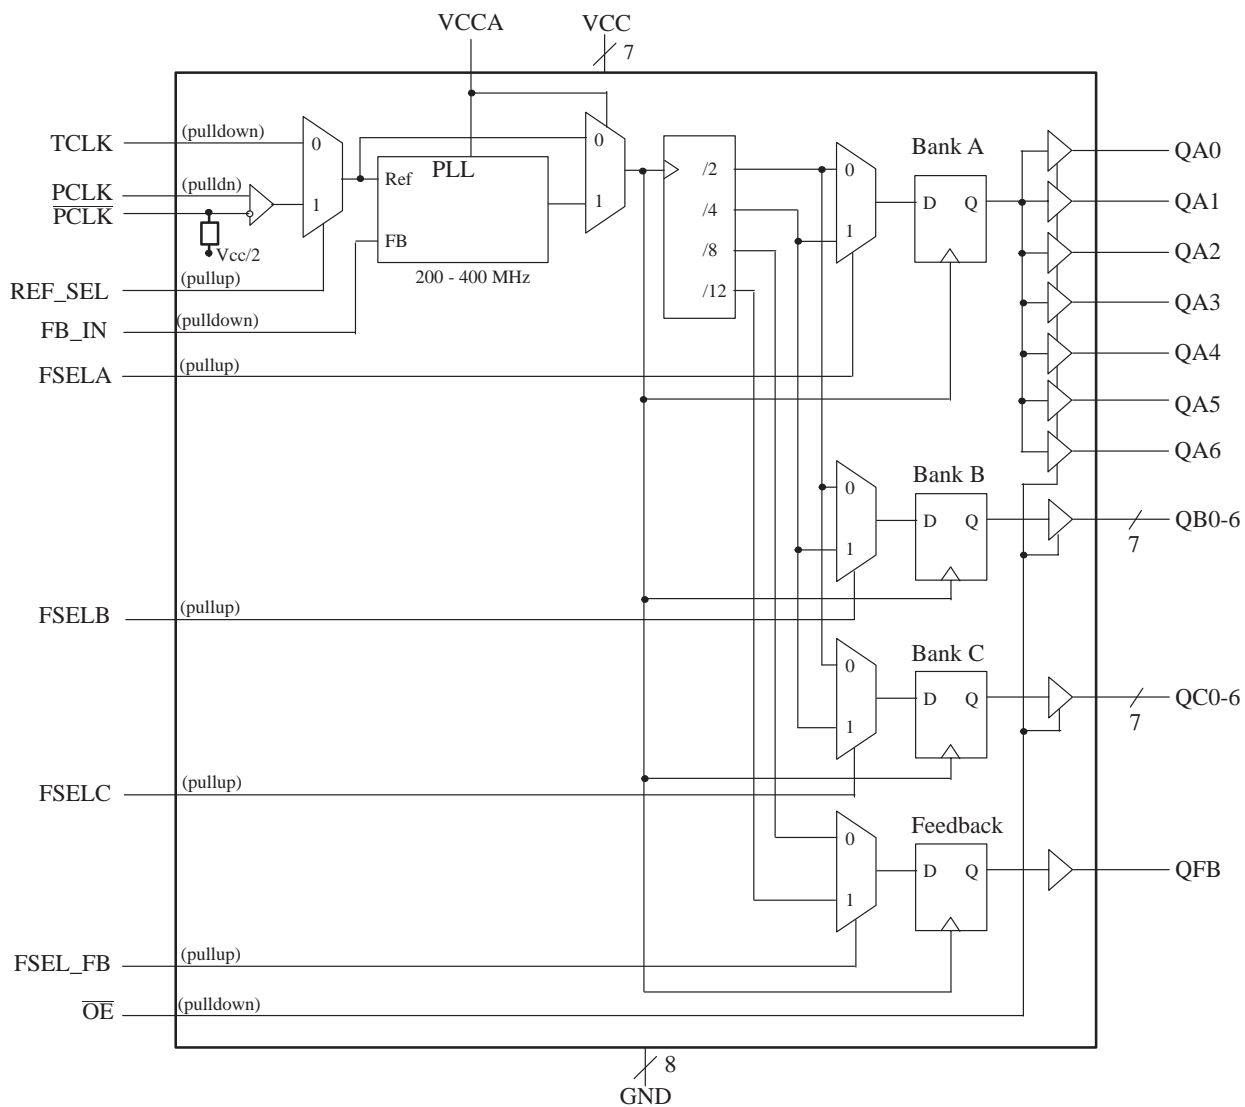 VCCA
VCC
7
TCLK
(pulldown)
0
PCLK
(pulldn)
P̅C̅L̅K̅
1
Vcc/2
PLL
Ref
FB
200 - 400 MHz
0
1
/2
/4
/8
/12
REF_SEL
(pullup)
FB_IN
(pulldown)
FSELA
(pullup)
0
1
Bank A
D
Q
QA0
QA1
QA2
QA3
QA4
QA5
QA6
0
1
Bank B
D
Q
7
QB0-6
FSELB
(pullup)
0
1
Bank C
D
Q
7
QC0-6
FSELC
(pullup)
0
1
Feedback
D
Q
QFB
FSEL_FB
(pullup)
O̅E̅
(pulldown)
8
GND